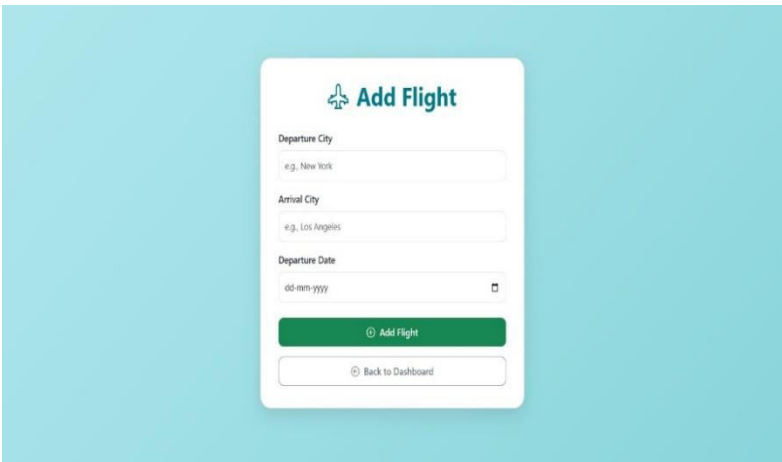 Add Flight
Departure City
e.g., New York
Arrival City
e.g., Los Angeles
Departure Date
dd-mm-yyyy
Add Flight
Back to Dashboard